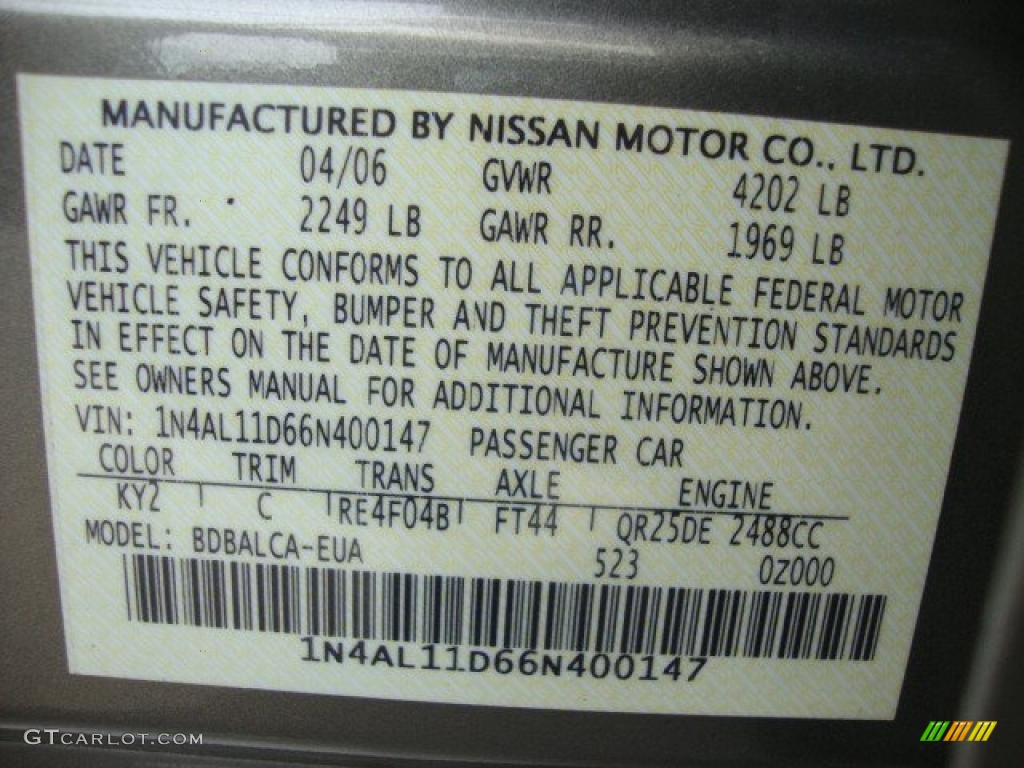 MANUFACTURED BY NISSAN MOTOR CO., LTD.
DATE 04/06 GVWR 4202 LB
GAWR FR. 2249 LB GAWR RR. 1969 LB
THIS VEHICLE CONFORMS TO ALL APPLICABLE FEDERAL MOTOR
VEHICLE SAFETY, BUMPER AND THEFT PREVENTION STANDARDS
IN EFFECT ON THE DATE OF MANUFACTURE SHOWN ABOVE.
SEE OWNERS MANUAL FOR ADDITIONAL INFORMATION.
VIN: 1N4AL11D66N400147 PASSENGER CAR
COLOR TRIM TRANS AXLE ENGINE
KY2 C RE4F04B FT44 QR25DE 2488CC
MODEL: BDBALCA-EUA 523 0Z000
1N4AL11D66N400147
GTCARLOT.COM